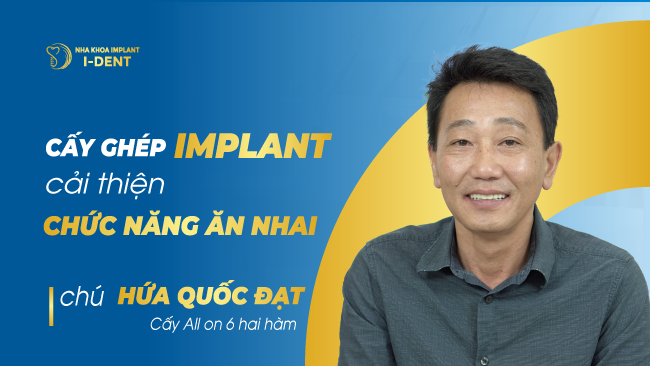 NHA KHOA IMPLANT
I-DENT
CẤY GHÉP IMPLANT
cải thiện
CHỨC NĂNG ĂN NHAI
chú HỨA QUỐC ĐẠT
Cấy All on 6 hai hàm